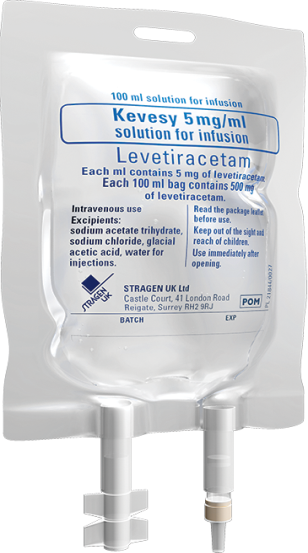 100 ml solution for infusion
Kevesy 5 mg/ml
solution for infusion
Levetiracetam
Each ml contains 5 mg of levetiracetam
Each 100 ml bag contains 500 mg
of levetiracetam.
Intravenous use
Excipients:
sodium acetate trihydrate,
sodium chloride, glacial
acetic acid, water for
injections.
Read the package leaflet
before use.
Keep out of the sight and
reach of children.
Use immediately after
opening.
STRAGEN UK
STRAGEN UK Ltd
Castle Court, 41 London Road
Reigate, Surrey RH2 9RJ
POM
BATCH EXP